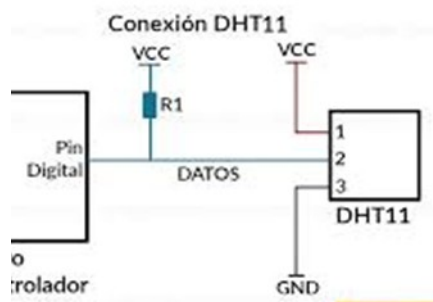 Conexión DHT11
VCC
VCC
R1
Pin
Digital
DATOS
1
2
3
DHT11
GND
o
trolador